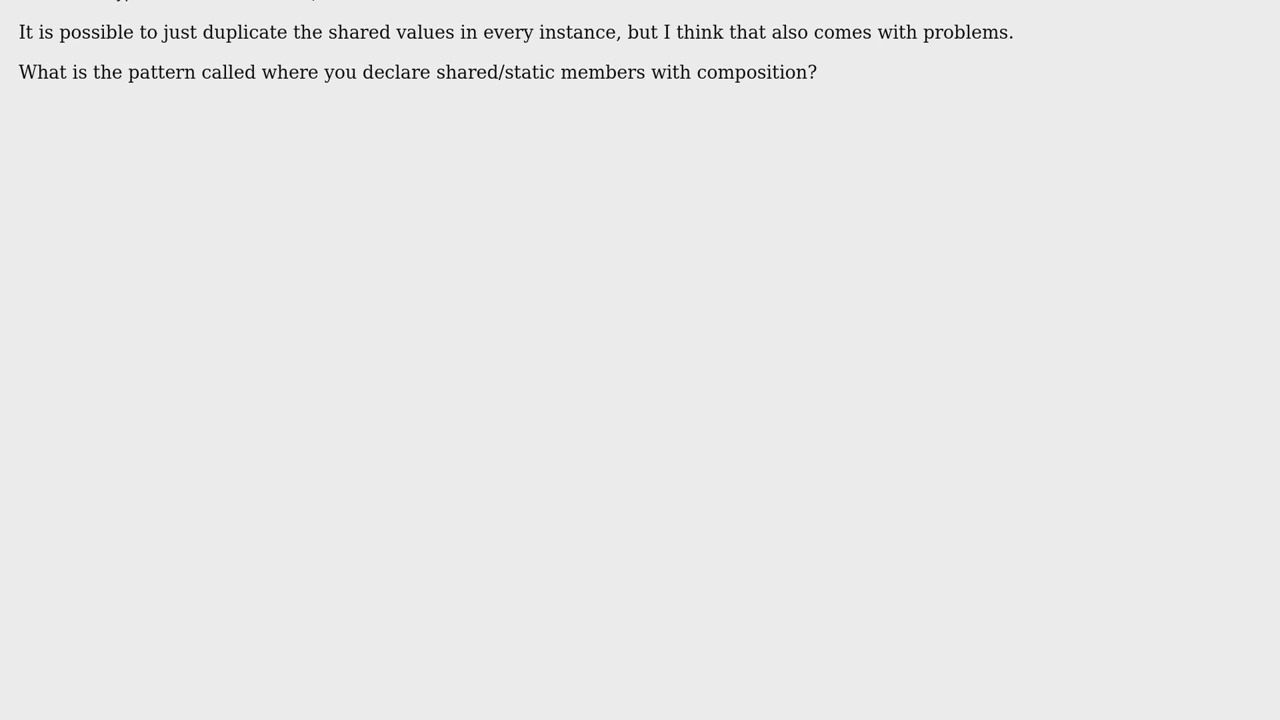 It is possible to just duplicate the shared values in every instance, but I think that also comes with problems.
What is the pattern called where you declare shared/static members with composition?